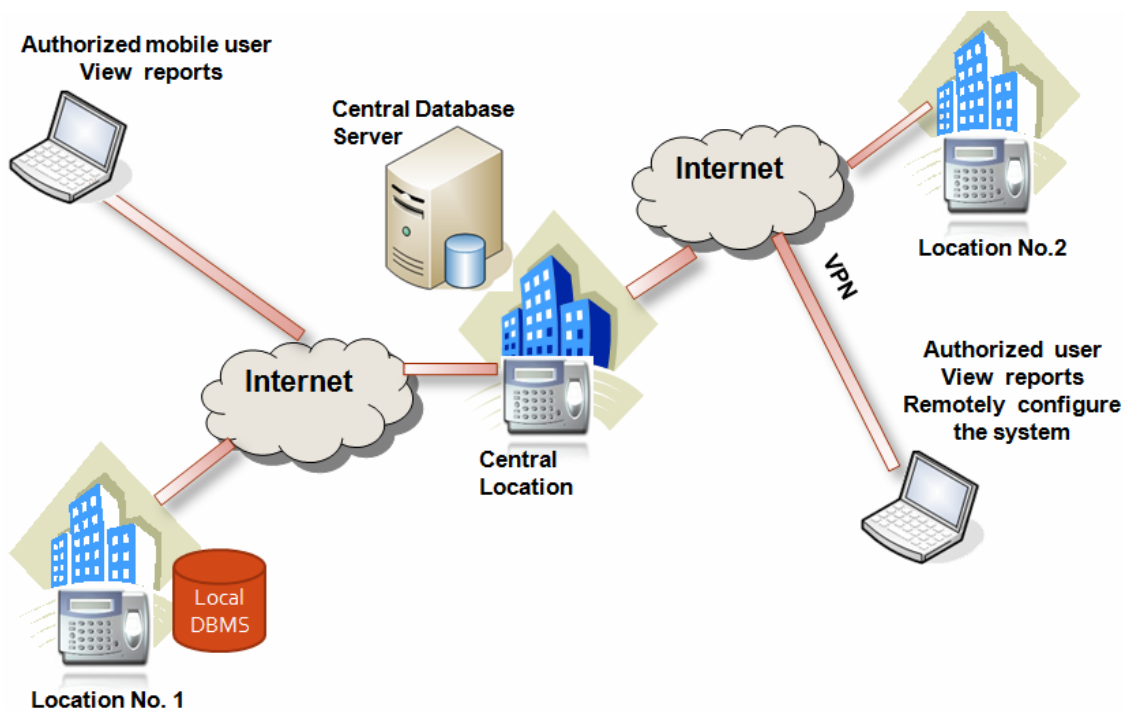 Authorized mobile user
View reports
Central Database
Server
Internet
Location No.2
VPN
Authorized user
View reports
Remotely configure
the system
Internet
Central
Location
Local
DBMS
Location No. 1